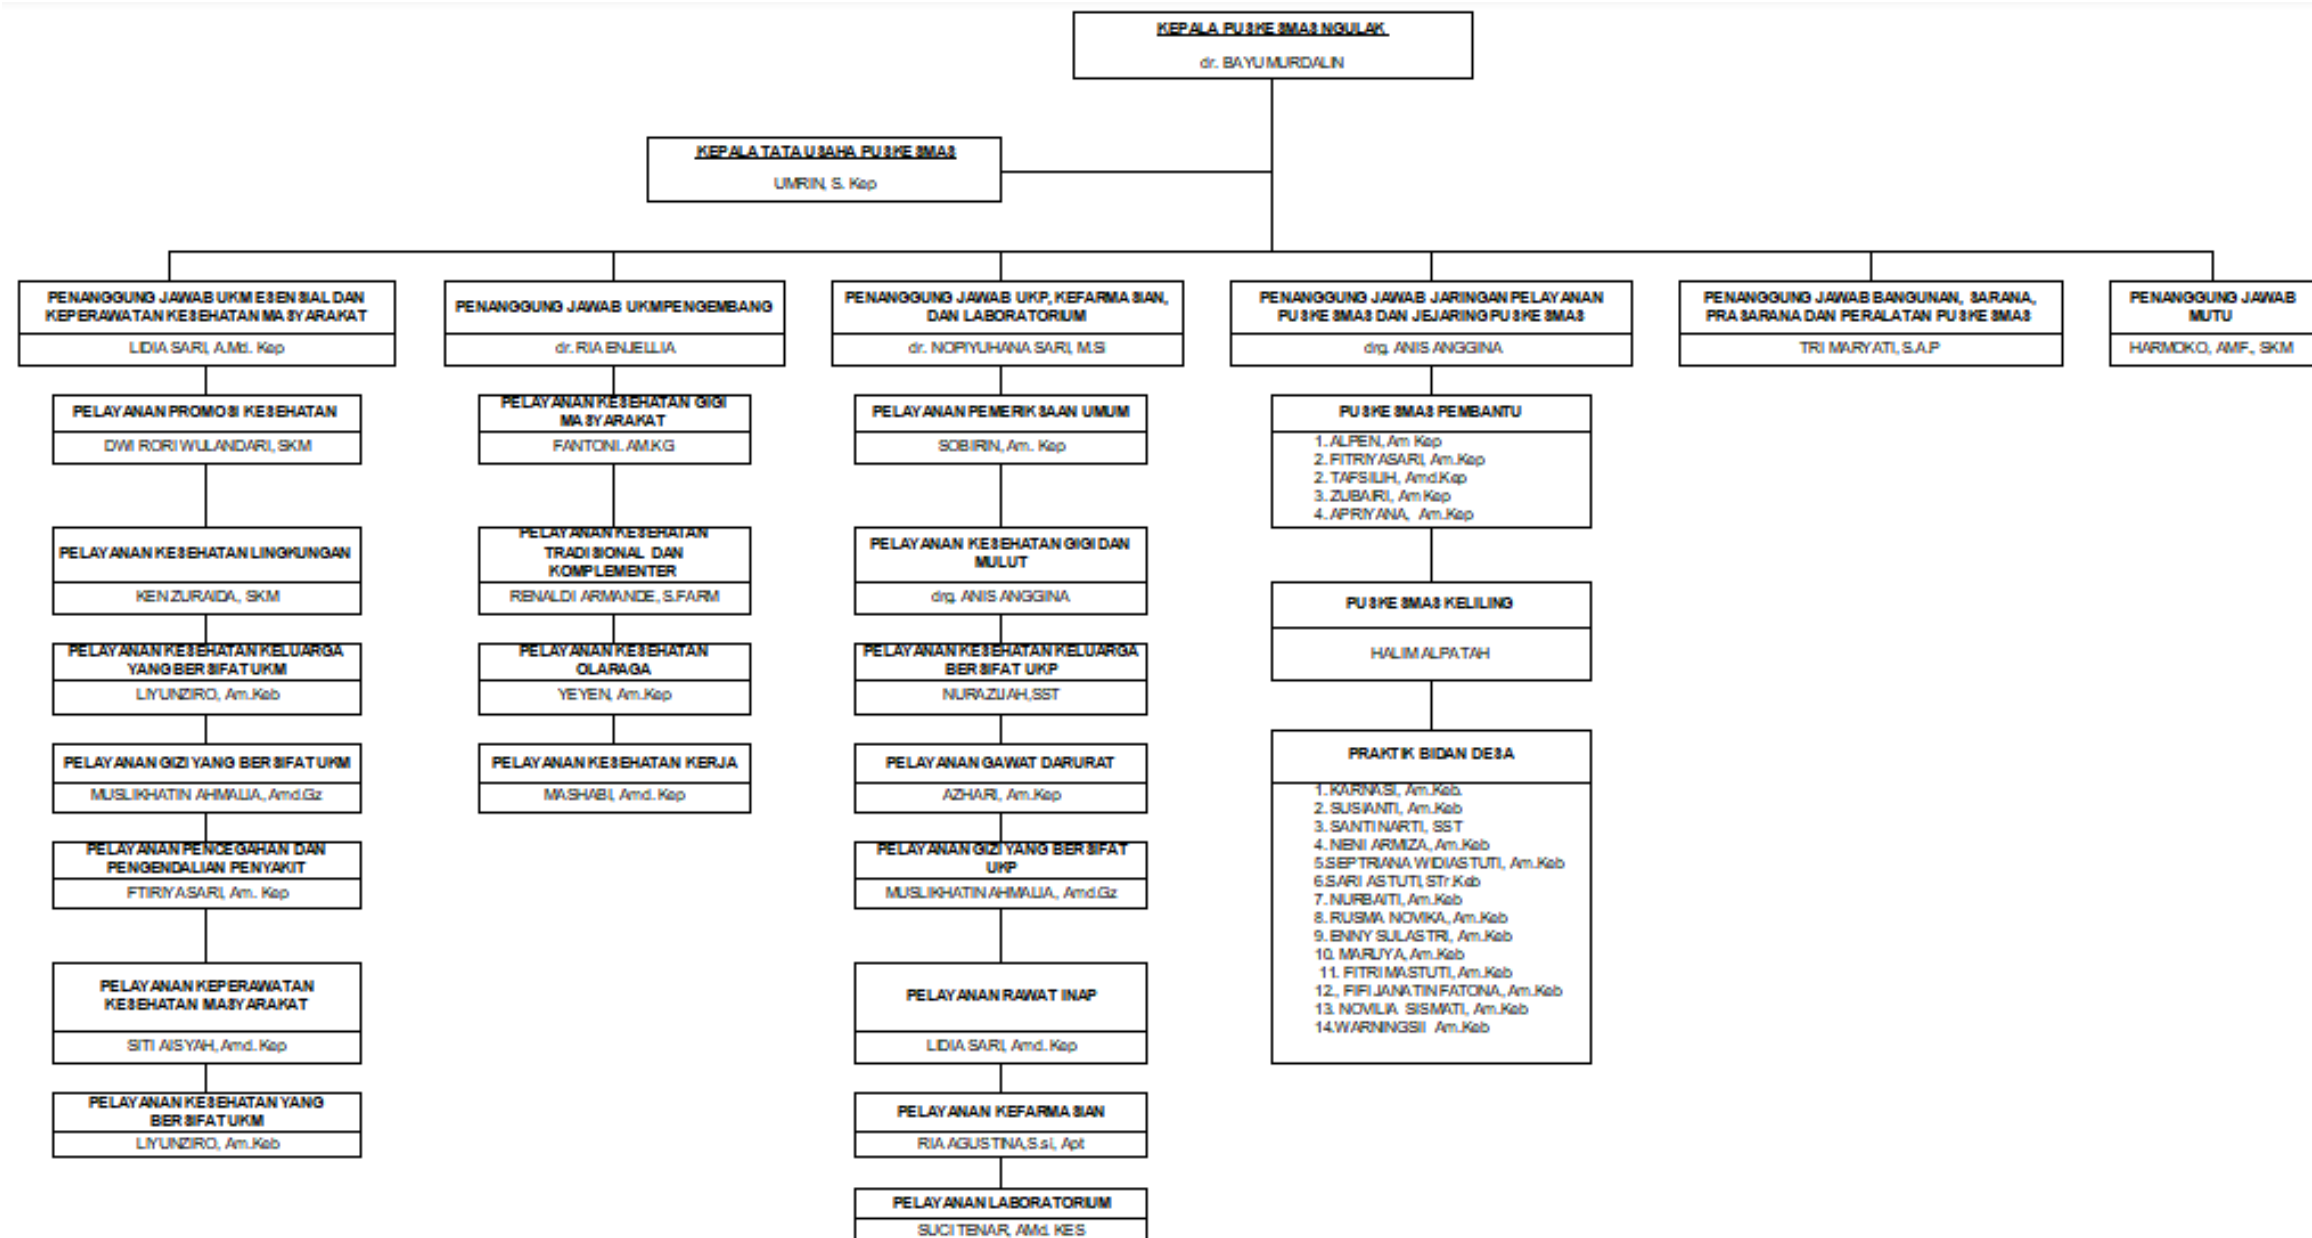 KEPALA PUSKESMAS NGULAK
dr. BAYU MURDALIN
KEPALA TATA USAHA PUSKESMAS
UMRIN, S. Kep
PENANGGUNG JAWAB UKM ESENSIAL DAN
KEPERAWATAN KESEHATAN MASYARAKAT
LIDIA SARI, A.Md. Kep
PELAYANAN PROMOSI KESEHATAN
DWI RORI WULANDARI, SKM
PELAYANAN KESEHATAN LINGKUNGAN
KEN ZURAIDA, SKM
PELAYANAN KESEHATAN KELUARGA
YANG BERSIFAT UKM
LIYUNZIRO, Am.Keb
PELAYANAN GIZI YANG BERSIFAT UKM
MUSLIKHATIN AHMALIA, Amd.Gz
PELAYANAN PENCEGAHAN DAN
PENGENDALIAN PENYAKIT
FTIRIYASARI, Am. Kep
PELAYANAN KEPERAWATAN
KESEHATAN MASYARAKAT
SITI AISYAH, Amd. Kep
PELAYANAN KESEHATAN YANG
BERSIFAT UKM
LIYUNZIRO, Am.Keb
PENANGGUNG JAWAB UKM PENGEMBANG
dr. RIA ENJELLIA
PELAYANAN KESEHATAN GIGI
MASYARAKAT
FANTONI. AM.KG
PELAYANAN KESEHATAN
TRADISIONAL DAN
KOMPLEMENTER
RENALDI ARMANDE, S.FARM
PELAYANAN KESEHATAN
OLARAGA
YEYEN, Am.Kep
PELAYANAN KESEHATAN KERJA
MASHABI, Amd. Kep
PENANGGUNG JAWAB UKP, KEFARMASIAN,
DAN LABORATORIUM
dr. NOPIYUHANA SARI, M.Si
PELAYANAN PEMERIKSAAN UMUM
SOBIRIN, Am. Kep
PELAYANAN KESEHATAN GIGI DAN
MULUT
drg. ANIS ANGGINA
PELAYANAN KESEHATAN KELUARGA
BERSIFAT UKP
NURAZIJAH,SST
PELAYANAN GAWAT DARURAT
AZHARI, Am.Kep
PELAYANAN GIZI YANG BERSIFAT
UKP
MUSLIKHATIN AHMALIA, Amd.Gz
PELAYANAN RAWAT INAP
LIDIA SARI, Amd. Kep
PELAYANAN KEFARMASIAN
RIA AGUSTINA,S.si, Apt
PELAYANAN LABORATORIUM
SUCI TENAR, AMd. KES
PENANGGUNG JAWAB JARINGAN PELAYANAN
PUSKESMAS DAN JEJARING PUSKESMAS
drg. ANIS ANGGINA
PUSKESMAS PEMBANTU
1. ALPEN, Am Kep
2. FITRIYASARI, Am.Kep
2. TAFSILIH, Amd.Kep
3. ZUBAIRI, Am Kep
4. APRIYANA, Am.Kep
PUSKESMAS KELILING
HALIM ALPATAH
PRAKTIK BIDAN DESA
1. KARNASI, Am.Keb.
2. SUSIANTI, Am.Keb
3. SANTI NARTI, SST
4. NENI ARMIZA, Am.Keb
5.SEPTRIANA WIDIASTUTI, Am.Keb
6.SARI ASTUTI, STr.Keb
7. NURBAITI, Am.Keb
8. RUSMA NOVIKA, Am.Keb
9. ENNY SULASTRI, Am.Keb
10. MARLIYA, Am.Keb
11. FITRI MASTUTI, Am.Keb
12., FIFI JANATIN FATONA, Am.Keb
13. NOVILIA SISMATI, Am.Keb
14.WARNINGSII Am.Keb
PENANGGUNG JAWAB BANGUNAN, SARANA,
PRASARANA DAN PERALATAN PUSKESMAS
TRI MARYATI, S.A.P
PENANGGUNG JAWAB
MUTU
HARMOKO, AMF., SKM